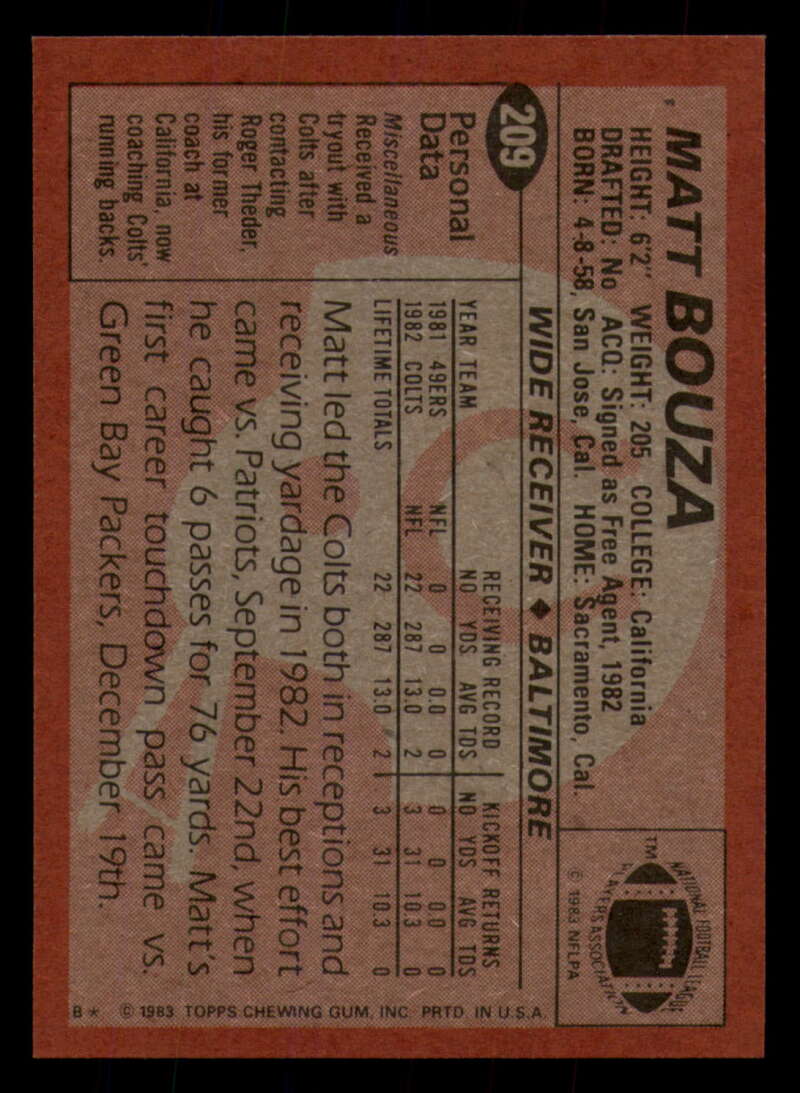 MATT BOUZA
HEIGHT: 6'2" WEIGHT: 205 COLLEGE: California
DRAFTED: No ACQ: Signed as Free Agent, 1982
BORN: 4-8-58, San Jose, Cal. HOME: Sacramento, Cal.
NATIONAL FOOTBALL LEAGUE
PLAYERS ASSOCIATION
TM
© 1983 NFLPA
209
WIDE RECEIVER ♦ BALTIMORE
Personal
Data
Miscellaneous
Received a
tryout with
Colts after
contacting
Roger Theder,
his former
coach at
California, now
coaching Colts'
running backs.
RECEIVING RECORD KICKOFF RETURNS
YEAR TEAM NO YDS AVG TDS NO YDS AVG TDS
1981 49ERS NFL 0 0 0.0 0 0 0 0.0 0
1982 COLTS NFL 22 287 13.0 2 3 31 10.3 0
LIFETIME TOTALS 22 287 13.0 2 3 31 10.3 0
Matt led the Colts both in receptions and
receiving yardage in 1982. His best effort
came vs. Patriots, September 22nd, when
he caught 6 passes for 76 yards. Matt's
first career touchdown pass came vs.
Green Bay Packers, December 19th.
B* © 1983 TOPPS CHEWING GUM, INC. PRTD. IN U.S.A.